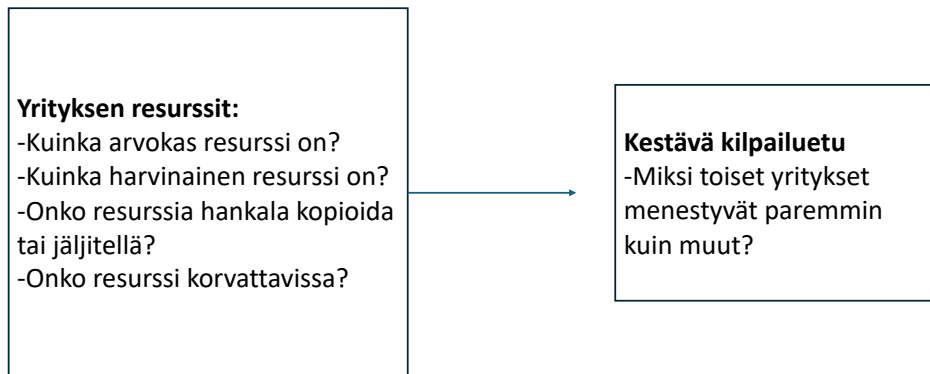 Yrityksen resurssit:
-Kuinka arvokas resurssi on?
-Kuinka harvinainen resurssi on?
-Onko resurssia hankala kopioida
tai jäljitellä?
-Onko resurssi korvattavissa?
Kestävä kilpailuetu
-Miksi toiset yritykset
menestyvät paremmin
kuin muut?